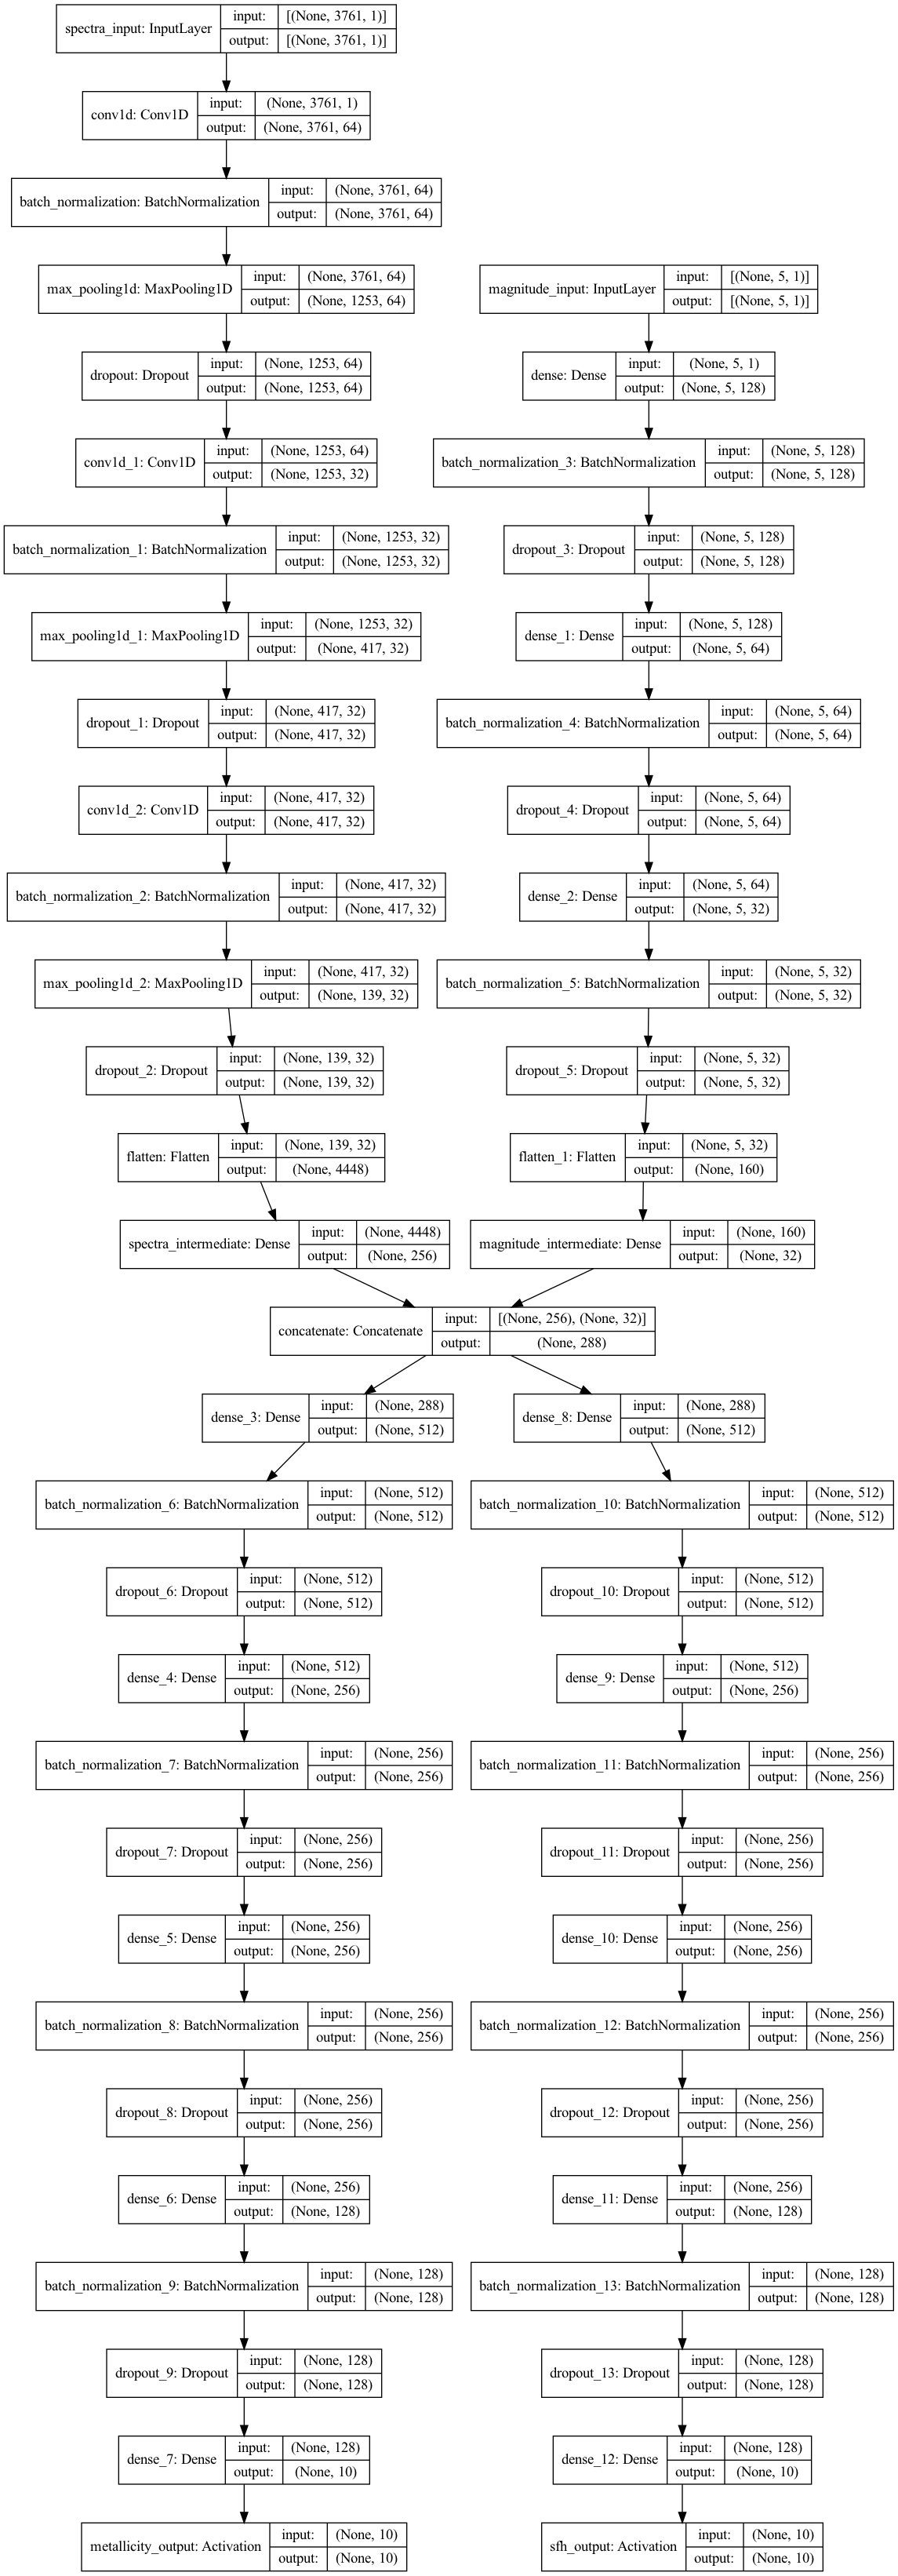 spectra_input: InputLayer
input:
[(None, 3761, 1)]
output:
[(None, 3761, 1)]
conv1d: Conv1D
input:
(None, 3761, 1)
output:
(None, 3761, 64)
batch_normalization: BatchNormalization
input:
(None, 3761, 64)
output:
(None, 3761, 64)
max_pooling1d: MaxPooling1D
input:
(None, 3761, 64)
output:
(None, 1253, 64)
dropout: Dropout
input:
(None, 1253, 64)
output:
(None, 1253, 64)
conv1d_1: Conv1D
input:
(None, 1253, 64)
output:
(None, 1253, 32)
batch_normalization_1: BatchNormalization
input:
(None, 1253, 32)
output:
(None, 1253, 32)
max_pooling1d_1: MaxPooling1D
input:
(None, 1253, 32)
output:
(None, 417, 32)
dropout_1: Dropout
input:
(None, 417, 32)
output:
(None, 417, 32)
conv1d_2: Conv1D
input:
(None, 417, 32)
output:
(None, 417, 32)
batch_normalization_2: BatchNormalization
input:
(None, 417, 32)
output:
(None, 417, 32)
max_pooling1d_2: MaxPooling1D
input:
(None, 417, 32)
output:
(None, 139, 32)
dropout_2: Dropout
input:
(None, 139, 32)
output:
(None, 139, 32)
flatten: Flatten
input:
(None, 139, 32)
output:
(None, 4448)
spectra_intermediate: Dense
input:
(None, 4448)
output:
(None, 256)
magnitude_input: InputLayer
input:
[(None, 5, 1)]
output:
[(None, 5, 1)]
dense: Dense
input:
(None, 5, 1)
output:
(None, 5, 128)
batch_normalization_3: BatchNormalization
input:
(None, 5, 128)
output:
(None, 5, 128)
dropout_3: Dropout
input:
(None, 5, 128)
output:
(None, 5, 128)
dense_1: Dense
input:
(None, 5, 128)
output:
(None, 5, 64)
batch_normalization_4: BatchNormalization
input:
(None, 5, 64)
output:
(None, 5, 64)
dropout_4: Dropout
input:
(None, 5, 64)
output:
(None, 5, 64)
dense_2: Dense
input:
(None, 5, 64)
output:
(None, 5, 32)
batch_normalization_5: BatchNormalization
input:
(None, 5, 32)
output:
(None, 5, 32)
dropout_5: Dropout
input:
(None, 5, 32)
output:
(None, 5, 32)
flatten_1: Flatten
input:
(None, 5, 32)
output:
(None, 160)
magnitude_intermediate: Dense
input:
(None, 160)
output:
(None, 32)
concatenate: Concatenate
input:
[(None, 256), (None, 32)]
output:
(None, 288)
dense_3: Dense
input:
(None, 288)
output:
(None, 512)
batch_normalization_6: BatchNormalization
input:
(None, 512)
output:
(None, 512)
dropout_6: Dropout
input:
(None, 512)
output:
(None, 512)
dense_4: Dense
input:
(None, 512)
output:
(None, 256)
batch_normalization_7: BatchNormalization
input:
(None, 256)
output:
(None, 256)
dropout_7: Dropout
input:
(None, 256)
output:
(None, 256)
dense_5: Dense
input:
(None, 256)
output:
(None, 256)
batch_normalization_8: BatchNormalization
input:
(None, 256)
output:
(None, 256)
dropout_8: Dropout
input:
(None, 256)
output:
(None, 256)
dense_6: Dense
input:
(None, 256)
output:
(None, 128)
batch_normalization_9: BatchNormalization
input:
(None, 128)
output:
(None, 128)
dropout_9: Dropout
input:
(None, 128)
output:
(None, 128)
dense_7: Dense
input:
(None, 128)
output:
(None, 10)
metallicity_output: Activation
input:
(None, 10)
output:
(None, 10)
dense_8: Dense
input:
(None, 288)
output:
(None, 512)
batch_normalization_10: BatchNormalization
input:
(None, 512)
output:
(None, 512)
dropout_10: Dropout
input:
(None, 512)
output:
(None, 512)
dense_9: Dense
input:
(None, 512)
output:
(None, 256)
batch_normalization_11: BatchNormalization
input:
(None, 256)
output:
(None, 256)
dropout_11: Dropout
input:
(None, 256)
output:
(None, 256)
dense_10: Dense
input:
(None, 256)
output:
(None, 256)
batch_normalization_12: BatchNormalization
input:
(None, 256)
output:
(None, 256)
dropout_12: Dropout
input:
(None, 256)
output:
(None, 256)
dense_11: Dense
input:
(None, 256)
output:
(None, 128)
batch_normalization_13: BatchNormalization
input:
(None, 128)
output:
(None, 128)
dropout_13: Dropout
input:
(None, 128)
output:
(None, 128)
dense_12: Dense
input:
(None, 128)
output:
(None, 10)
sfh_output: Activation
input:
(None, 10)
output:
(None, 10)